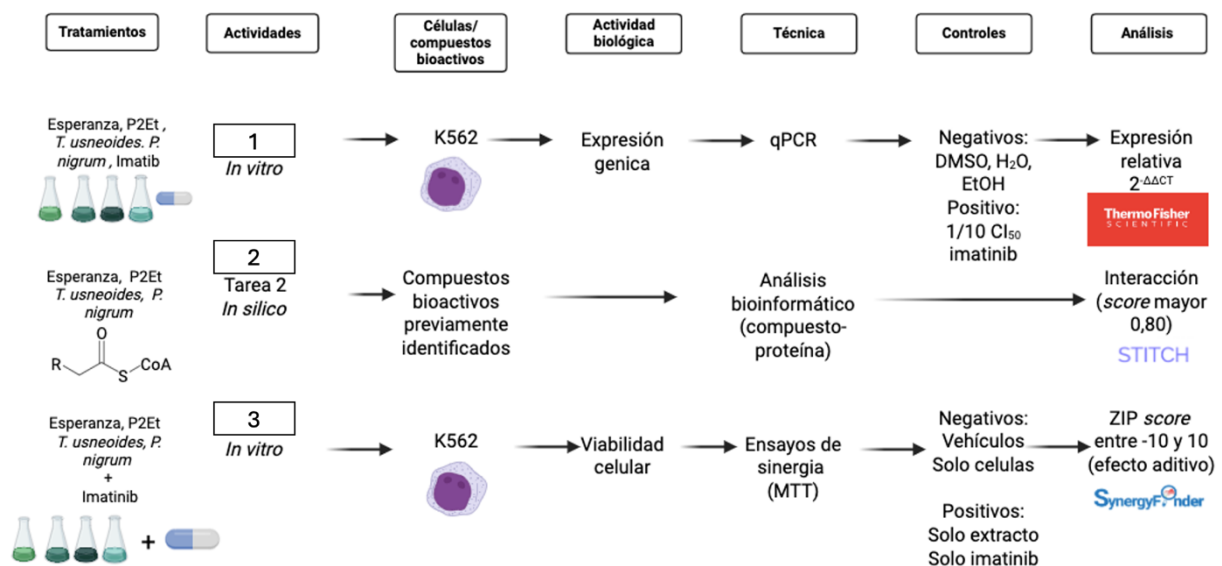 Tratamientos
Actividades
Células/
compuestos
bioactivos
Actividad
biológica
Técnica
Controles
Análisis
Esperanza, P2Et ,
T. usneoides. P.
nigrum , Imatib
1
In vitro
K562
Expresión
genica
qPCR
Negativos:
DMSO, H₂O,
EtOH
Positivo:
1/10 CI₅₀
imatinib
Expresión
relativa
2^-ΔΔCT
ThermoFisher
SCIENTIFIC
Esperanza, P2Et
T. usneoides, P.
nigrum
O
R
S
CoA
2
Tarea 2
In silico
Compuestos
bioactivos
previamente
identificados
Análisis
bioinformático
(compuesto-
proteína)
Interacción
(score mayor
0,80)
STITCH
Esperanza, P2Et
T. usneoides, P.
nigrum
+
Imatinib
+
3
In vitro
K562
Viabilidad
celular
Ensayos de
sinergia
(MTT)
Negativos:
Vehículos
Solo celulas
Positivos:
Solo extracto
Solo imatinib
ZIP score
entre -10 y 10
(efecto aditivo)
SynergyFinder